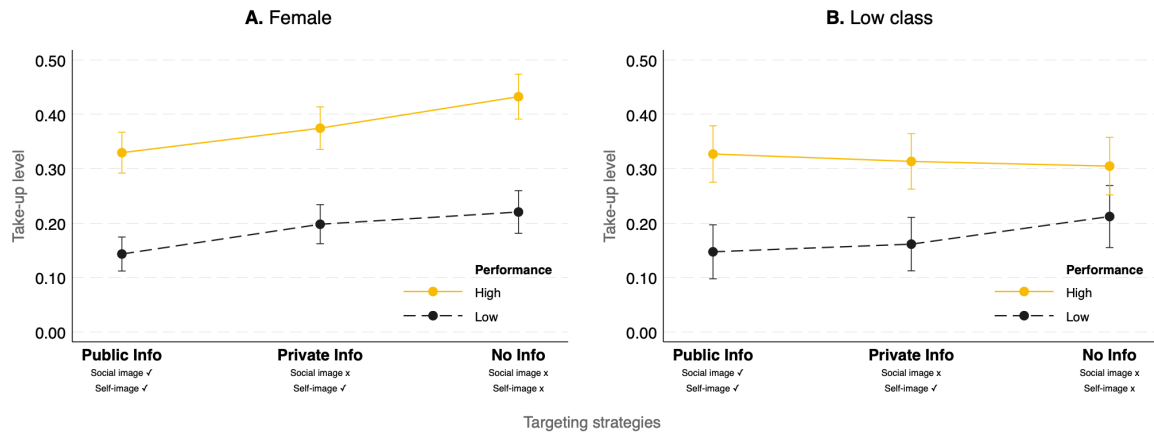 A. Female
0.50
0.40
0.30
0.20
0.10
0.00
Take-up level
Performance
High
Low
Public Info
Social image ✓
Self-image ✓
Private Info
Social image x
Self-image ✓
No Info
Social image x
Self-image x
B. Low class
0.50
0.40
0.30
0.20
0.10
0.00
Take-up level
Performance
High
Low
Public Info
Social image ✓
Self-image ✓
Private Info
Social image x
Self-image ✓
No Info
Social image x
Self-image x
Targeting strategies